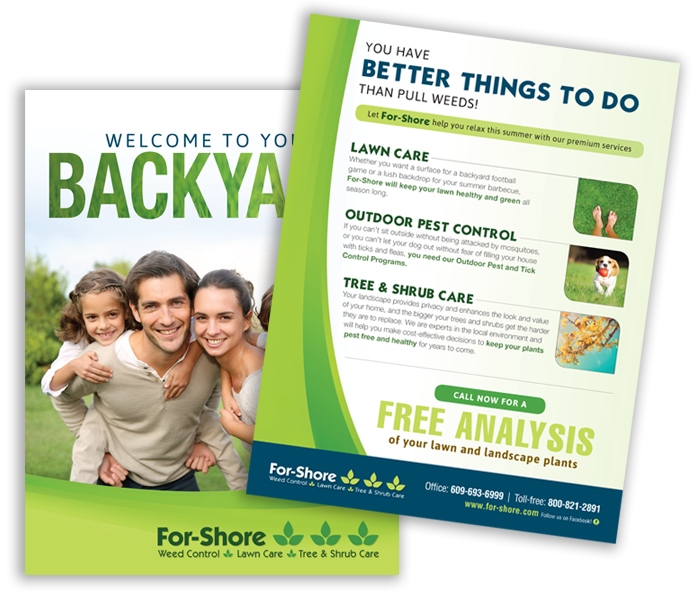 WELCOME TO YOU
BACKYA
For-Shore
Weed Control Lawn Care Tree & Shrub Care
YOU HAVE
BETTER THINGS TO DO
THAN PULL WEEDS!
Let For-Shore help you relax this summer with our premium services
LAWN CARE
Whether you want a surface for a backyard football
game or a lush backdrop for your summer barbecue,
For-Shore will keep your lawn healthy and green all
season long.
OUTDOOR PEST CONTROL
If you can't sit outside without being attacked by mosquitoes,
or you can't let your dog out without fear of filling your house
with ticks and fleas, you need our Outdoor Pest and Tick
Control Programs.
TREE & SHRUB CARE
Your landscape provides privacy and enhances the look and value
of your home, and the bigger your trees and shrubs get the harder
they are to replace. We are experts in the local environment and
will help you make cost-effective decisions to keep your plants
pest free and healthy for years to come.
CALL NOW FOR A
FREE ANALYSIS
of your lawn and landscape plants
For-Shore
Weed Control Lawn Care Tree & Shrub Care
Office: 609-693-6999 | Toll-free: 800-821-2891
www.for-shore.com Follow us on Facebook! f